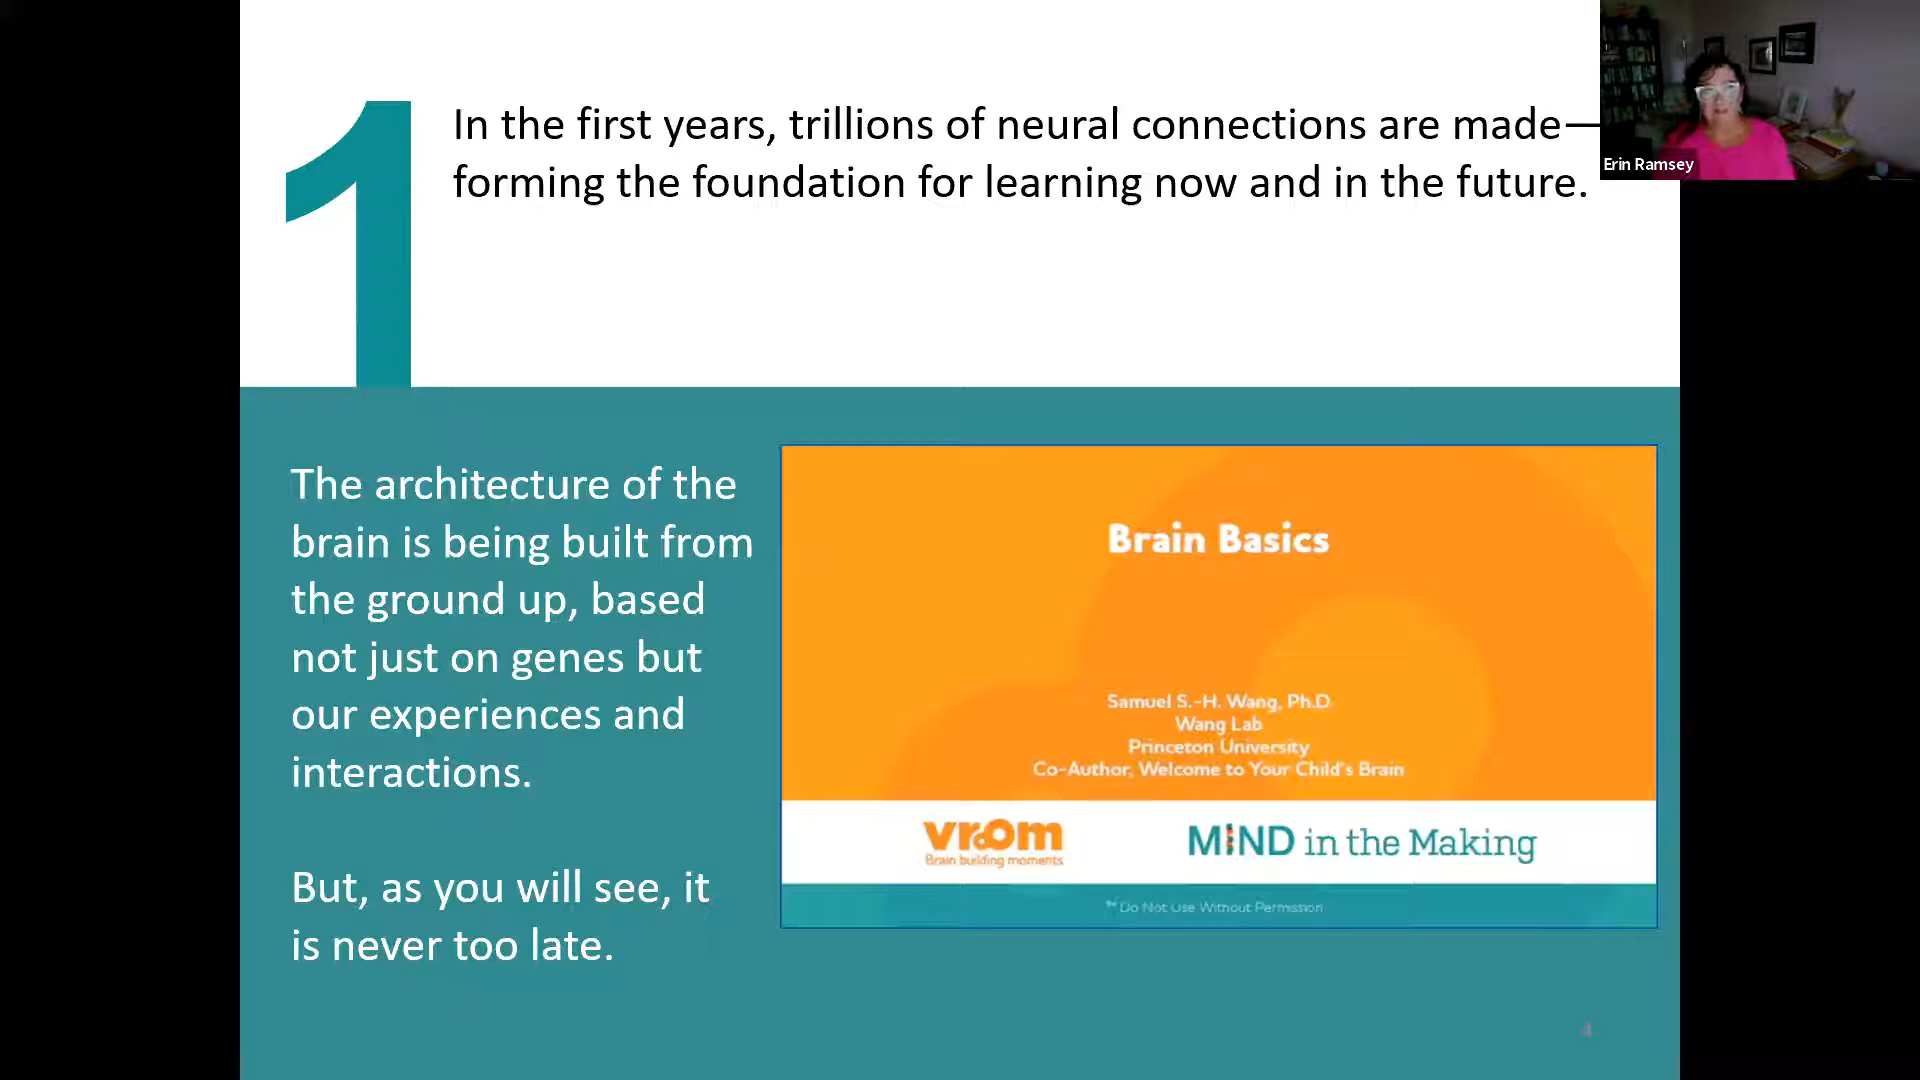 1
In the first years, trillions of neural connections are made—
forming the foundation for learning now and in the future.
Erin Ramsey
The architecture of the
brain is being built from
the ground up, based
not just on genes but
our experiences and
interactions.
But, as you will see, it
is never too late.
Brain Basics
Samuel S.-H. Wang, Ph.D
Wang Lab
Princeton University
Co-Author, Welcome to Your Child's Brain
vroom
Brain building moments
MIND in the Making
™ Do Not Use Without Permission
4